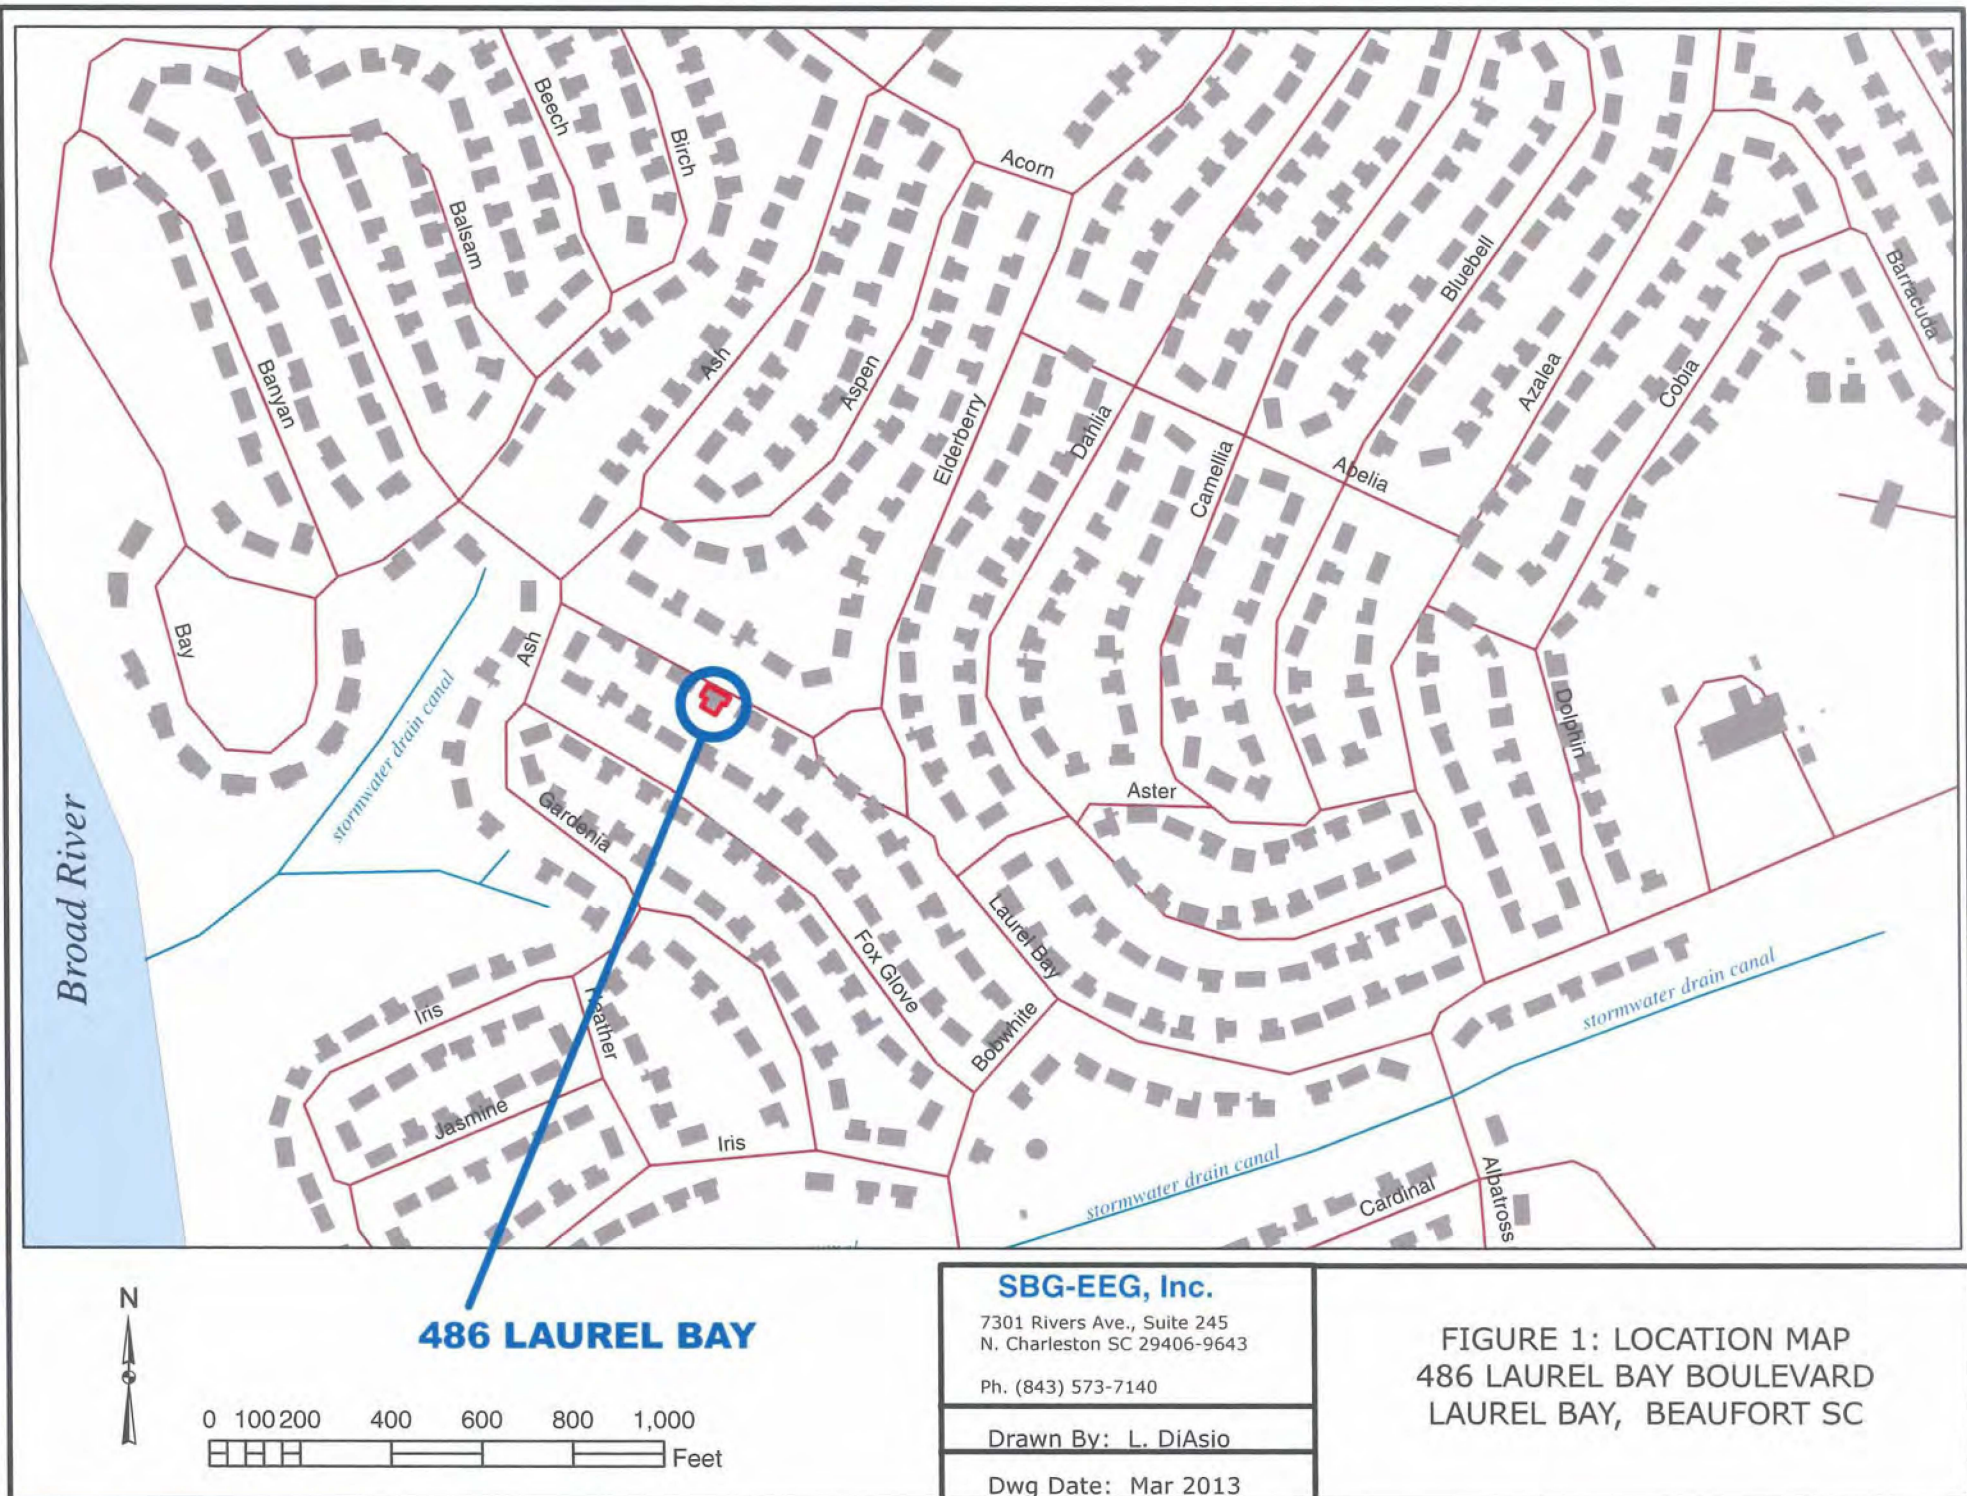 Beech
Birch
Acorn
Balsam
Bluebell
Barracuda
Banyan
Ash
Aspen
Azalea
Cobia
Elderberry
Dahlia
Camellia
Abelia
Bay
Ash
stormwater drain canal
Dolphin
Gardenia
Aster
Broad River
Laurel Bay
Fox Glove
Iris
Heather
Bobwhite
stormwater drain canal
Jasmine
Iris
stormwater drain canal
Cardinal
Albatross
N
486 LAUREL BAY
0 100 200 400 600 800 1,000
Feet
SBG-EEG, Inc.
7301 Rivers Ave., Suite 245
N. Charleston SC 29406-9643
Ph. (843) 573-7140
Drawn By: L. DiAsio
Dwg Date: Mar 2013
FIGURE 1: LOCATION MAP
486 LAUREL BAY BOULEVARD
LAUREL BAY, BEAUFORT SC